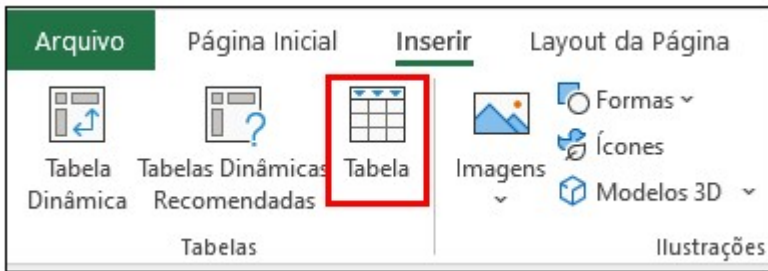 Arquivo Página Inicial Inserir Layout da Página
Tabela Dinâmica
Tabelas Dinâmicas Recomendadas
Tabela
Imagens
Formas
Ícones
Modelos 3D
Tabelas
Ilustrações